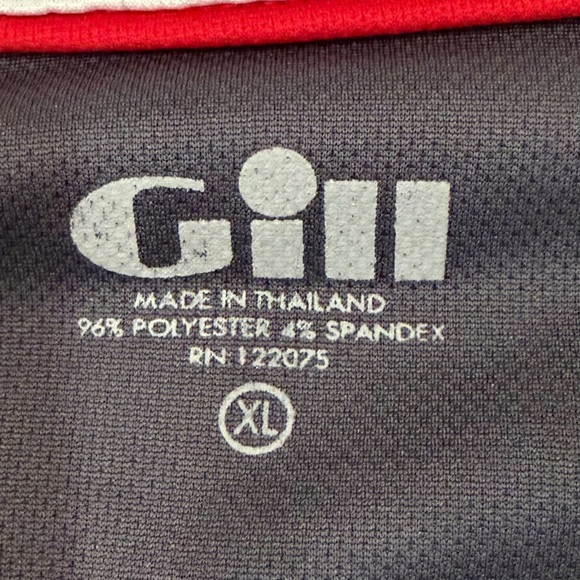 Gill
MADE IN THAILAND
96% POLYESTER 4% SPANDEX
RN 122075
XL